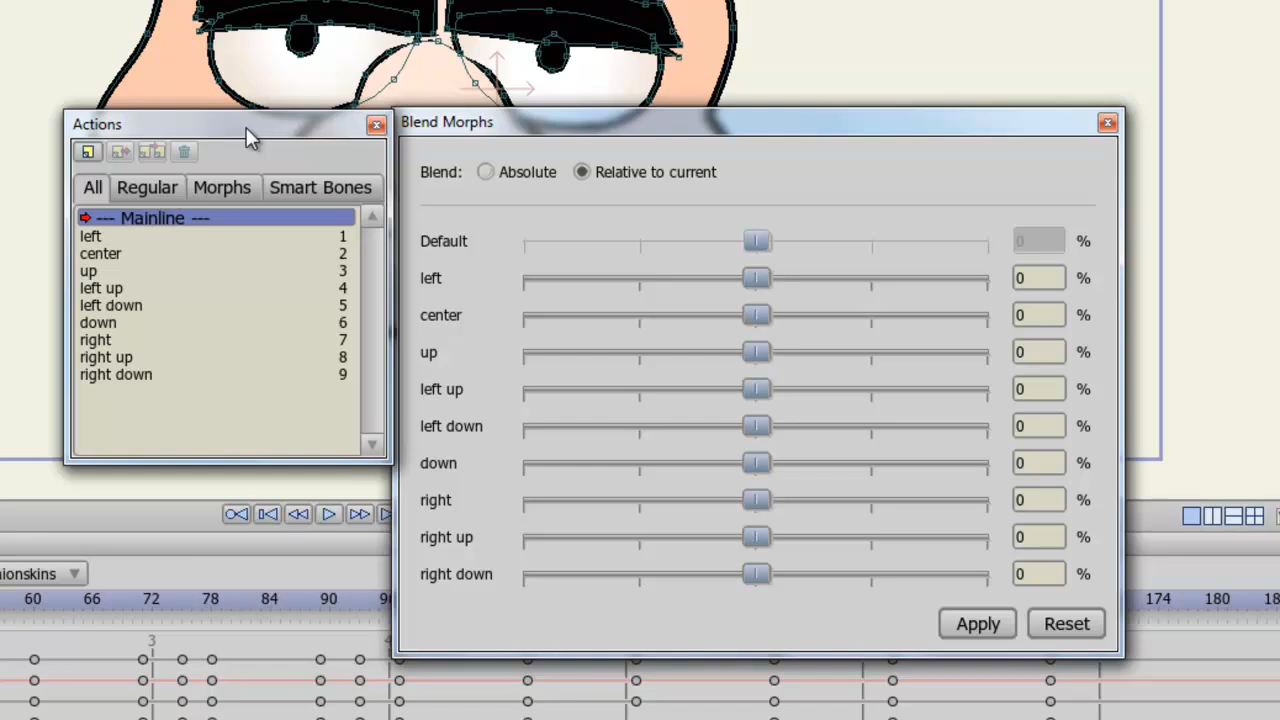 Actions
Blend Morphs
Blend: Absolute Relative to current
All Regular Morphs Smart Bones
--- Mainline ---
left 1
center 2
up 3
left up 4
left down 5
down 6
right 7
right up 8
right down 9
Default 0 %
left 0 %
center 0 %
up 0 %
left up 0 %
left down 0 %
down 0 %
right 0 %
right up 0 %
right down 0 %
Apply Reset
ionskins
60 66 72 78 84 90 174 180
3